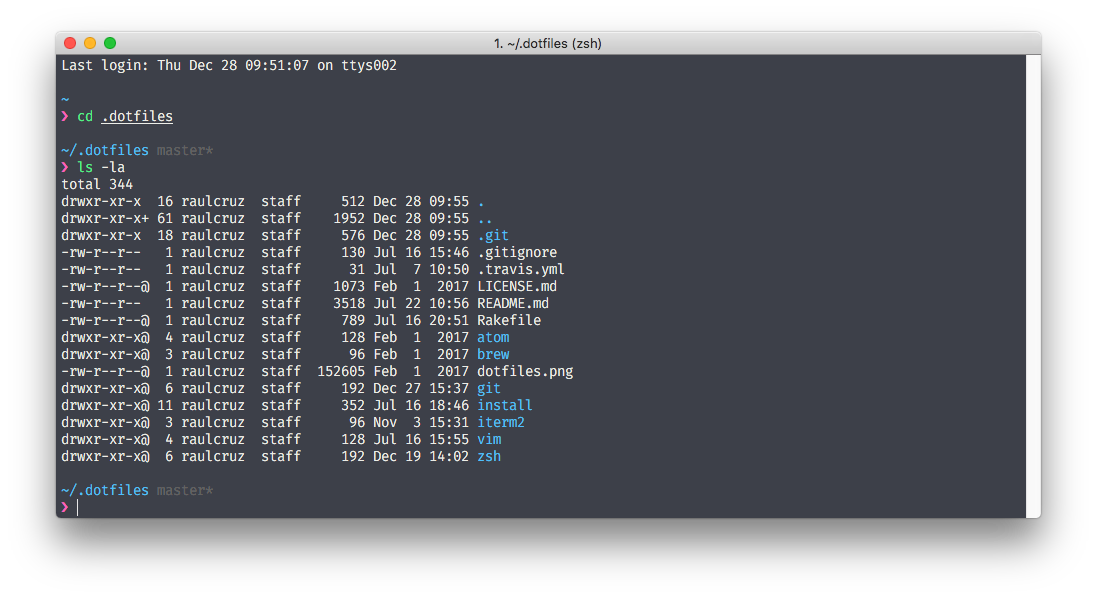 1. ~/.dotfiles (zsh)
Last login: Thu Dec 28 09:51:07 on ttys002
~
❯ cd .dotfiles
~/.dotfiles master*
❯ ls -la
total 344
drwxr-xr-x  16 raulcruz  staff     512 Dec 28 09:55 .
drwxr-xr-x+ 61 raulcruz  staff    1952 Dec 28 09:55 ..
drwxr-xr-x  18 raulcruz  staff     576 Dec 28 09:55 .git
-rw-r--r--   1 raulcruz  staff     130 Jul 16 15:46 .gitignore
-rw-r--r--   1 raulcruz  staff      31 Jul  7 10:50 .travis.yml
-rw-r--r--@  1 raulcruz  staff    1073 Feb  1  2017 LICENSE.md
-rw-r--r--   1 raulcruz  staff    3518 Jul 22 10:56 README.md
-rw-r--r--@  1 raulcruz  staff     789 Jul 16 20:51 Rakefile
drwxr-xr-x@  4 raulcruz  staff     128 Feb  1  2017 atom
drwxr-xr-x@  3 raulcruz  staff      96 Feb  1  2017 brew
-rw-r--r--@  1 raulcruz  staff  152605 Feb  1  2017 dotfiles.png
drwxr-xr-x@  6 raulcruz  staff     192 Dec 27 15:37 git
drwxr-xr-x@ 11 raulcruz  staff     352 Jul 16 18:46 install
drwxr-xr-x@  3 raulcruz  staff      96 Nov  3 15:31 iterm2
drwxr-xr-x@  4 raulcruz  staff     128 Jul 16 15:55 vim
drwxr-xr-x@  6 raulcruz  staff     192 Dec 19 14:02 zsh
~/.dotfiles master*
❯